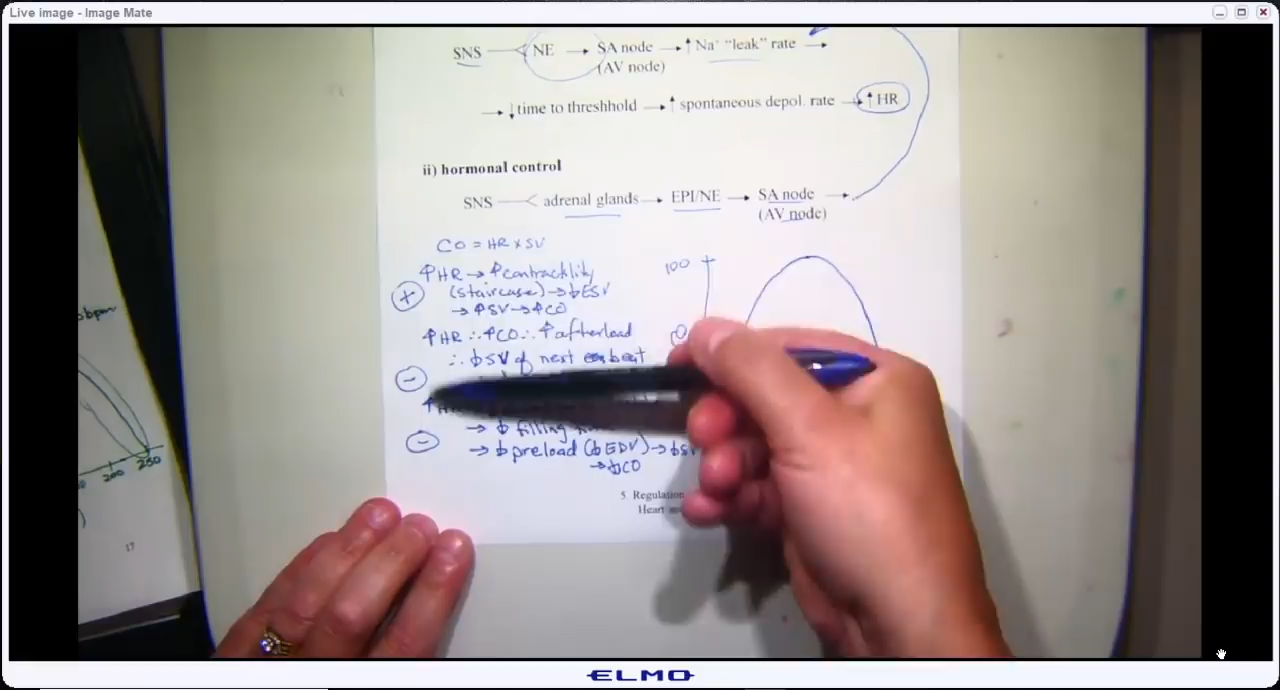 Live image - Image Mate
SNS NE → SA node → ↑ Na⁺ "leak" rate →
(AV node)
→ ↓ time to threshhold → ↑ spontaneous depol. rate → ↑ HR
ii) hormonal control
SNS adrenal glands → EPI/NE → SA node →
(AV node)
CO = HR x SV
↑HR → ↑contractility
(staircase) → ↓ESV
→ ↑SV → ↑CO
+
↑HR ∴ ↑CO ∴ ↑afterload
∴ ↓SV of next beat
−
→ ↓ filling
→ ↓preload (↓EDV) →
→ ↓CO
−
100
5 Regulation
Heart
bpm
200 250
17
ELMO